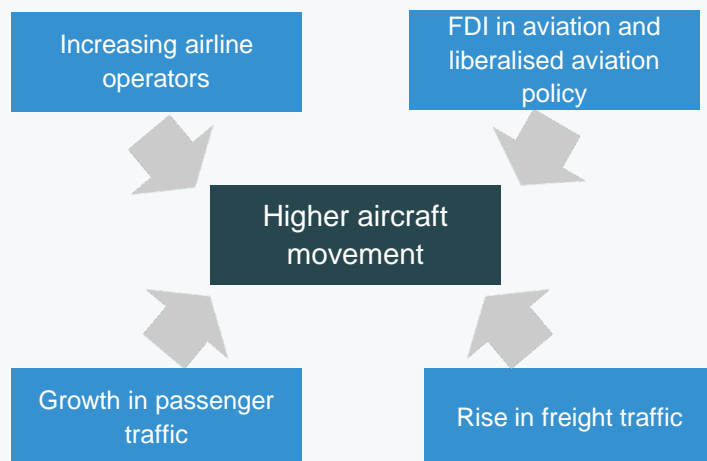 Increasing airline
operators
FDI in aviation and
liberalised aviation
policy
Higher aircraft
movement
Growth in passenger
traffic
Rise in freight traffic